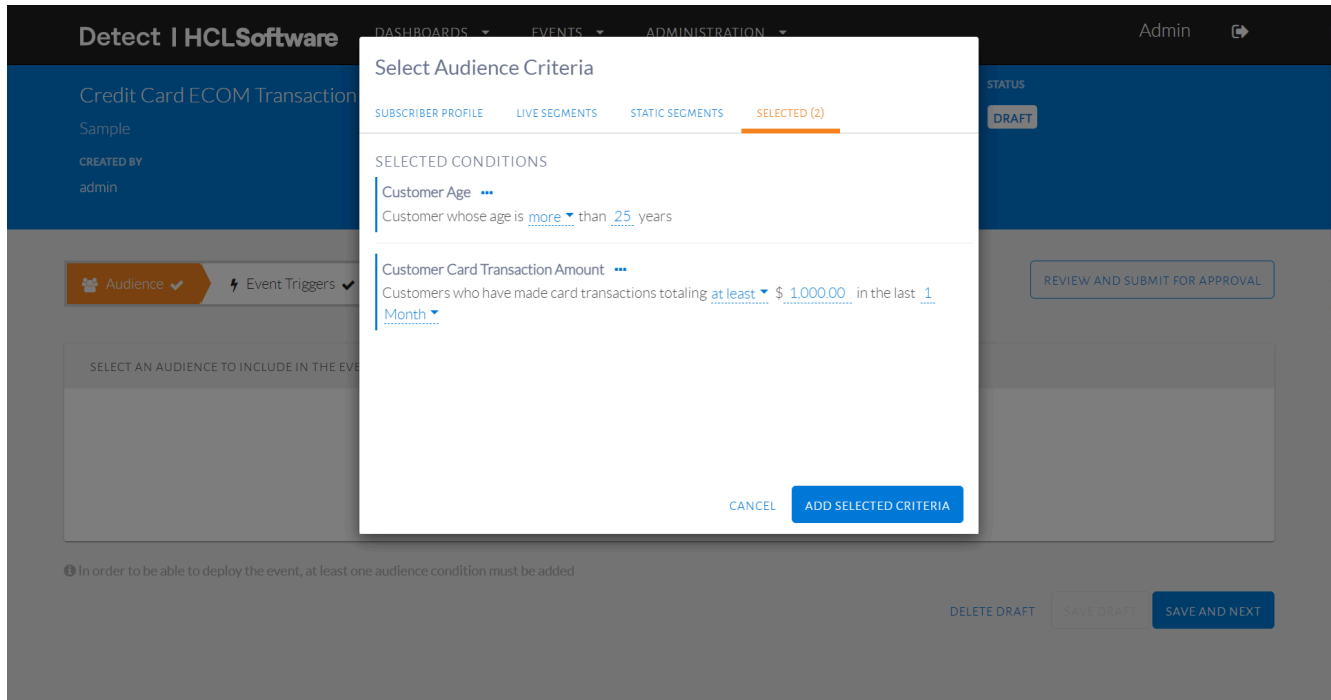 Detect | HCLSoftware
DASHBOARDS
EVENTS
ADMINISTRATION
Admin
Credit Card ECOM Transaction
Sample
CREATED BY
admin
STATUS
DRAFT
Select Audience Criteria
SUBSCRIBER PROFILE
LIVE SEGMENTS
STATIC SEGMENTS
SELECTED (2)
SELECTED CONDITIONS
Customer Age
Customer whose age is more than 25 years
Customer Card Transaction Amount
Customers who have made card transactions totaling at least $ 1,000.00 in the last 1
Month
Audience
Event Triggers
REVIEW AND SUBMIT FOR APPROVAL
SELECT AN AUDIENCE TO INCLUDE IN THE EVE
CANCEL
ADD SELECTED CRITERIA
In order to be able to deploy the event, at least one audience condition must be added
DELETE DRAFT
SAVE DRAFT
SAVE AND NEXT